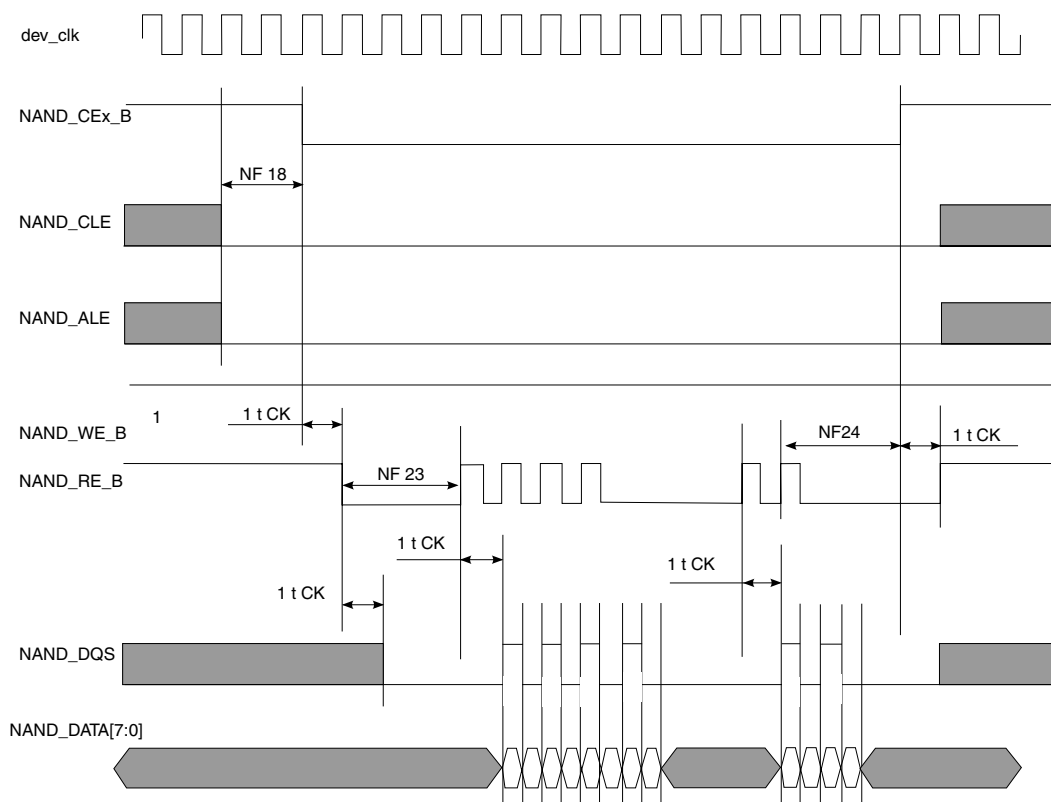 dev_clk
NAND_CEx_B
NF 18
NAND_CLE
NAND_ALE
1
1 t CK
NAND_WE_B
NF24
1 t CK
NAND_RE_B
NF 23
1 t CK
1 t CK
1 t CK
NAND_DQS
NAND_DATA[7:0]